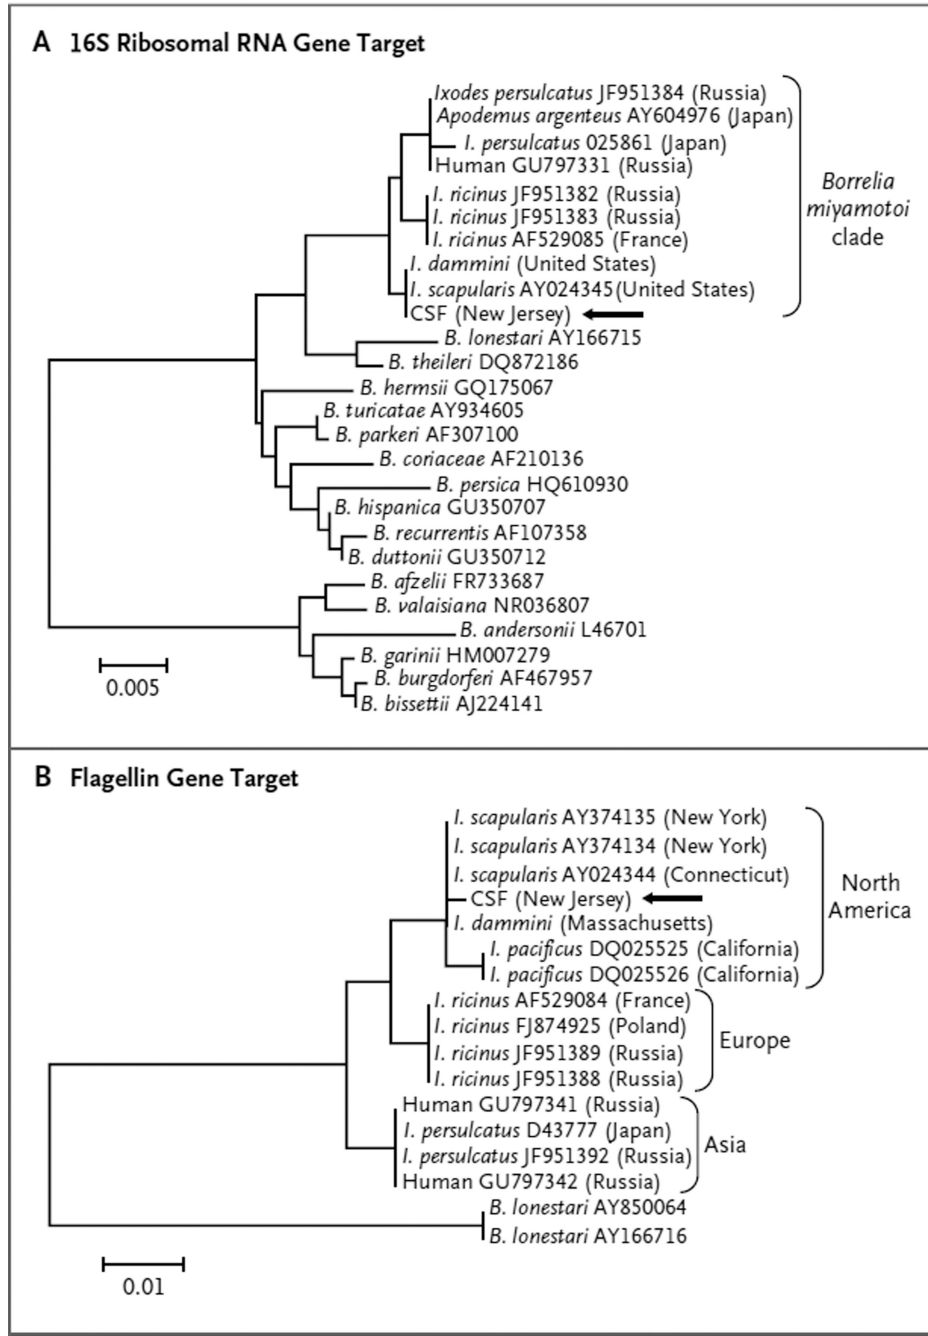 A 16S Ribosomal RNA Gene Target
Ixodes persulcatus JF951384 (Russia)
Apodemus argenteus AY604976 (Japan)
I. persulcatus 025861 (Japan)
Human GU797331 (Russia)
I. ricinus JF951382 (Russia)
I. ricinus JF951383 (Russia)
I. ricinus AF529085 (France)
I. dammini (United States)
I. scapularis AY024345(United States)
CSF (New Jersey)
Borrelia
miyamotoi
clade
B. lonestari AY166715
B. theileri DQ872186
B. hermsii GQ175067
B. turicatae AY934605
B. parkeri AF307100
B. coriaceae AF210136
B. persica HQ610930
B. hispanica GU350707
B. recurrentis AF107358
B. duttonii GU350712
B. afzelii FR733687
B. valaisiana NR036807
B. andersonii L46701
B. garinii HM007279
B. burgdorferi AF467957
B. bissettii AJ224141
0.005
B Flagellin Gene Target
I. scapularis AY374135 (New York)
I. scapularis AY374134 (New York)
I. scapularis AY024344 (Connecticut)
CSF (New Jersey)
I. dammini (Massachusetts)
I. pacificus DQ025525 (California)
I. pacificus DQ025526 (California)
North
America
I. ricinus AF529084 (France)
I. ricinus FJ874925 (Poland)
I. ricinus JF951389 (Russia)
I. ricinus JF951388 (Russia)
Europe
Human GU797341 (Russia)
I. persulcatus D43777 (Japan)
I. persulcatus JF951392 (Russia)
Human GU797342 (Russia)
Asia
B. lonestari AY850064
B. lonestari AY166716
0.01